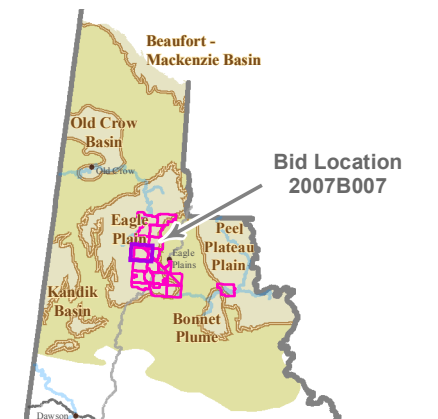 Beaufort -
Mackenzie Basin
Old Crow
Basin
Old Crow
Bid Location
2007B007
Eagle
Plain
Peel
Plateau
Plain
Eagle
Plains
Kandik
Basin
Bonnet
Plume
Dawson